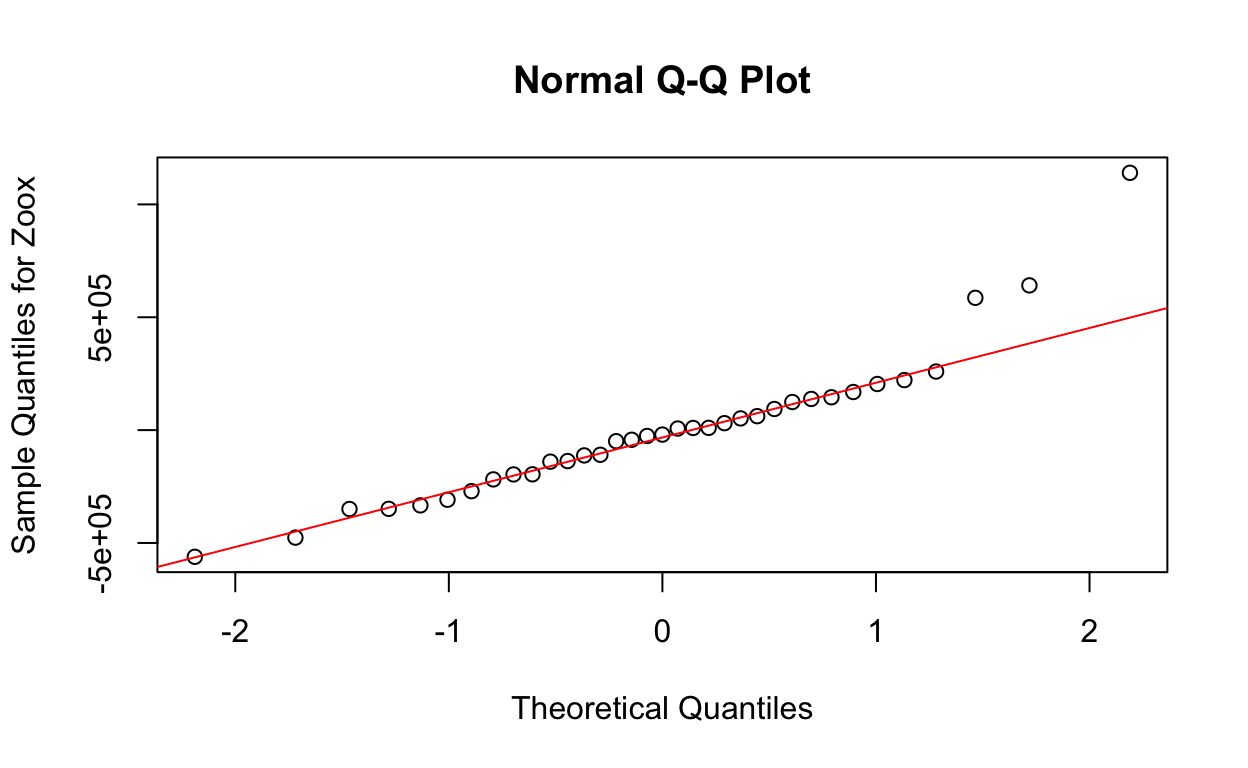 Normal Q-Q Plot
Sample Quantiles for Zoox
5e+05
-5e+05
-2 -1 0 1 2
Theoretical Quantiles